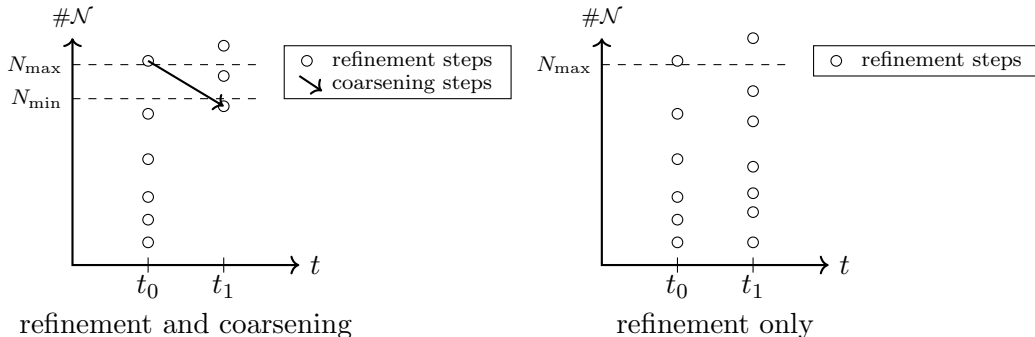 #𝒩
N_max
N_min
refinement steps
coarsening steps
t
t_0
t_1
refinement and coarsening
#𝒩
N_max
refinement steps
t
t_0
t_1
refinement only